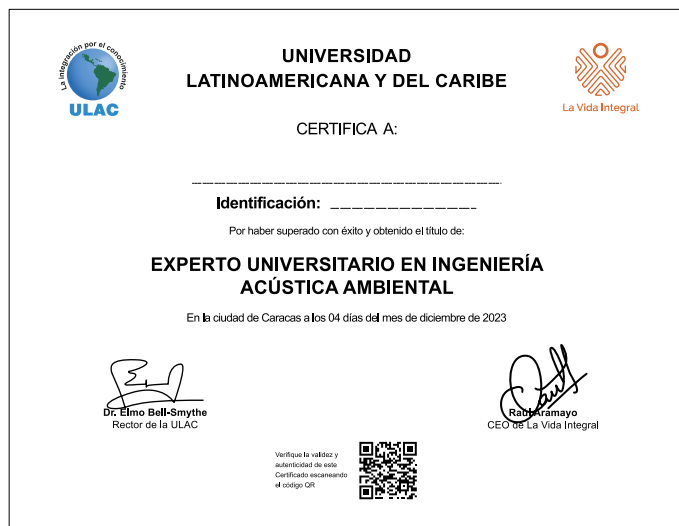 La integración por el conocimiento
ULAC
UNIVERSIDAD
LATINOAMERICANA Y DEL CARIBE
La Vida Integral
CERTIFICA A:
Identificación:
Por haber superado con éxito y obtenido el título de:
EXPERTO UNIVERSITARIO EN INGENIERÍA
ACÚSTICA AMBIENTAL
En la ciudad de Caracas a los 04 días del mes de diciembre de 2023
Dr. Elmo Bell-Smythe
Rector de la ULAC
Raúl Aramayo
CEO de La Vida Integral
Verifique la validez y
autenticidad de este
Certificado escaneando
el código QR